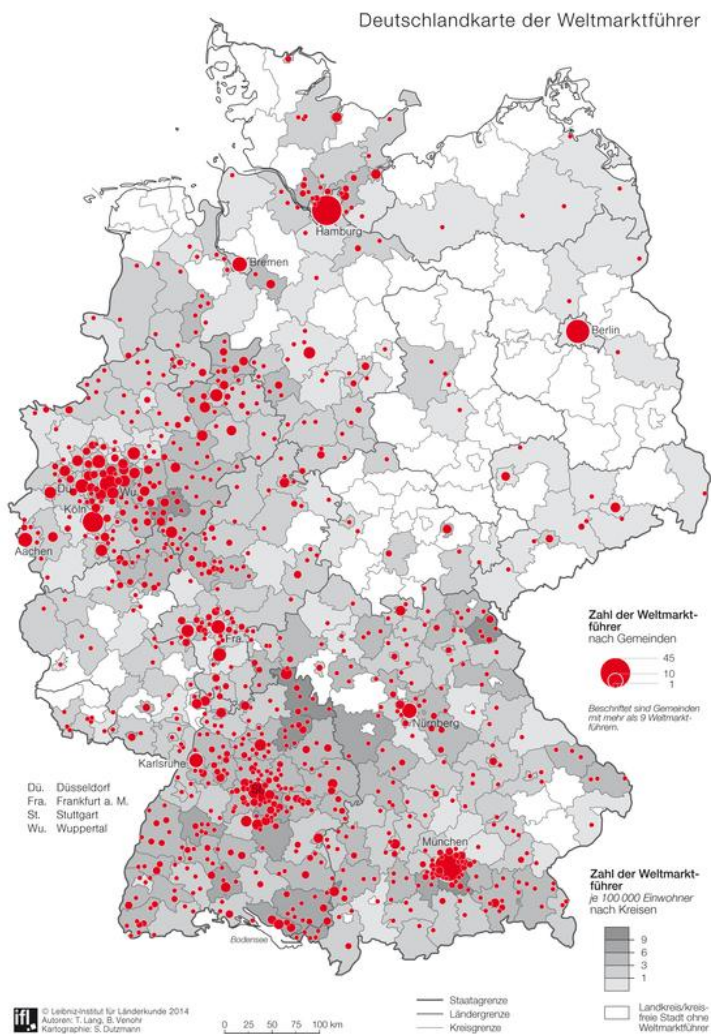 Deutschlandkarte der Weltmarktführer
Hamburg
Bremen
Berlin
Dü.
Wu.
Köln
Aachen
Fra.
Nürnberg
Karlsruhe
München
Bodensee
Zahl der Weltmarkt-
führer
nach Gemeinden
45
10
1
Beschriftet sind Gemeinden
mit mehr als 9 Weltmarkt-
führern.
Dü. Düsseldorf
Fra. Frankfurt a. M.
St. Stuttgart
Wu. Wuppertal
Zahl der Weltmarkt-
führer
je 100 000 Einwohner
nach Kreisen
9
6
3
1
Landkreis/kreis-
freie Stadt ohne
Weltmarktführer
Staatagrenze
Ländergrenze
Kreisgrenze
0 25 50 75 100 km
ifl
© Leibniz-Institut für Länderkunde 2014
Autoren: T. Lang, B. Venohr
Kartographie: S. Dutzmann